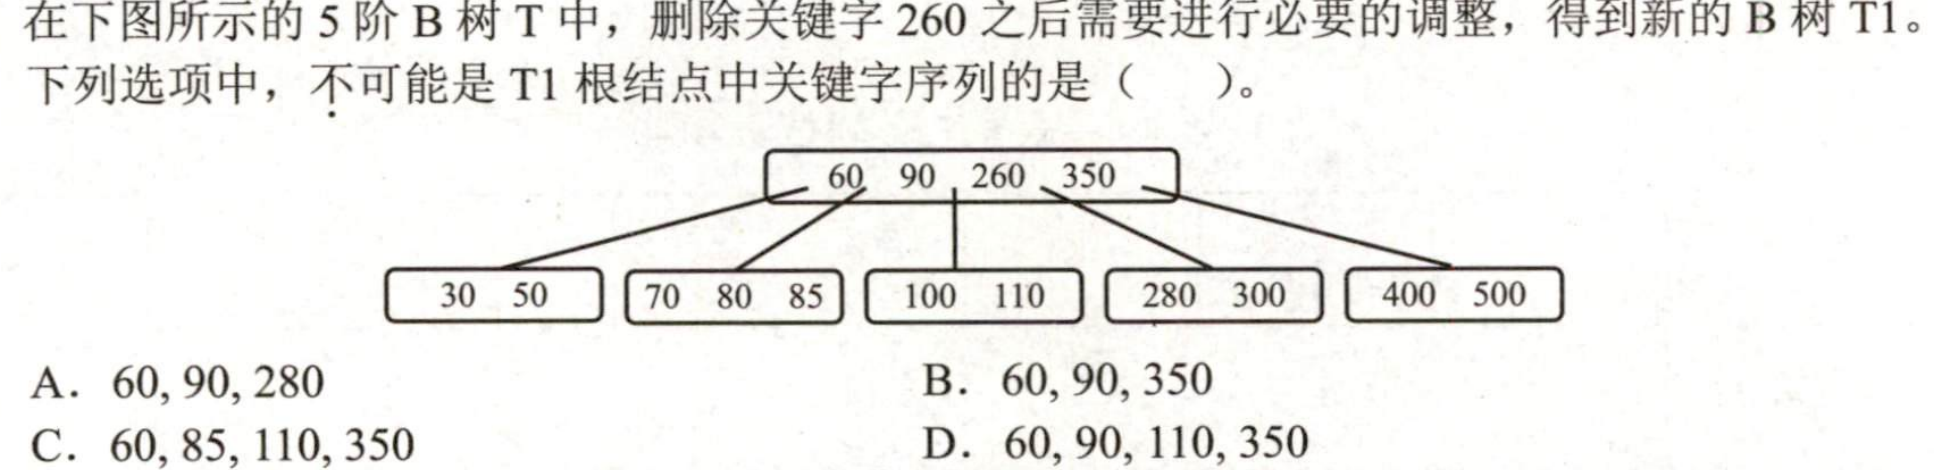 在下图所示的 5 阶 B 树 T 中，删除关键字 260 之后需要进行必要的调整，得到新的 B 树 T1。
下列选项中，不可能是 T1 根结点中关键字序列的是（ ）。
60 90 260 350
30 50 70 80 85 100 110 280 300 400 500
A. 60, 90, 280 B. 60, 90, 350
C. 60, 85, 110, 350 D. 60, 90, 110, 350